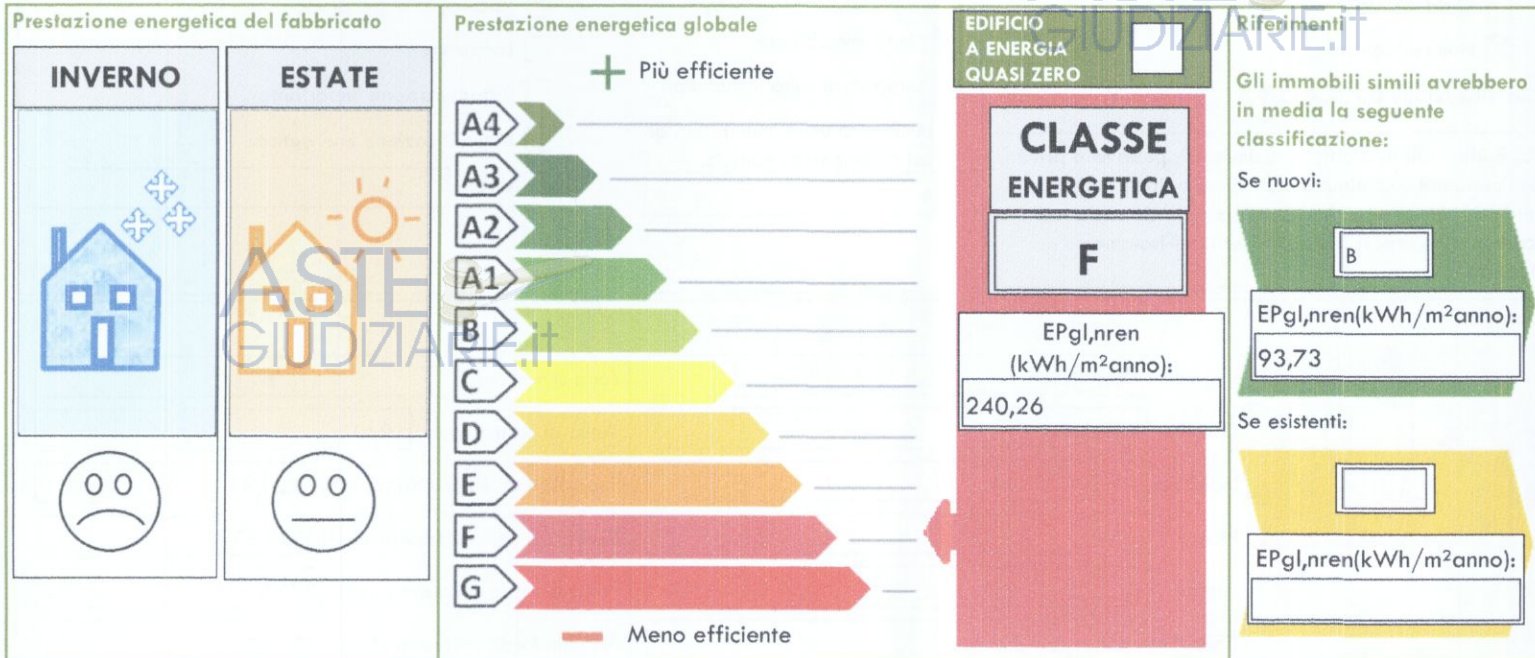 Prestazione energetica del fabbricato
INVERNO
ESTATE
Prestazione energetica globale
Più efficiente
A4
A3
A2
A1
B
C
D
E
F
G
Meno efficiente
EDIFICIO
A ENERGIA
QUASI ZERO
CLASSE
ENERGETICA
F
EPgl,nren
(kWh/m²anno):
240,26
Riferimenti
Gli immobili simili avrebbero
in media la seguente
classificazione:
Se nuovi:
B
EPgl,nren(kWh/m²anno):
93,73
Se esistenti:
EPgl,nren(kWh/m²anno):
ASTE
GIUDIZIARIE.it
GIUDIZIARIE.it